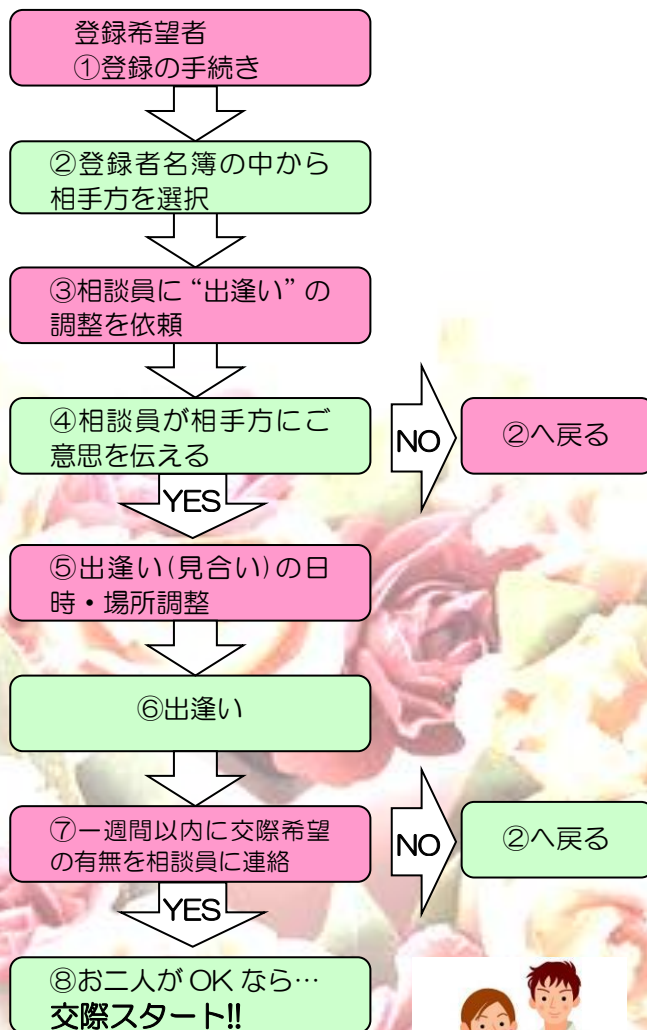 登録希望者
①登録の手続き
②登録者名簿の中から
相手方を選択
③相談員に“出逢い”の
調整を依頼
④相談員が相手方にご
意思を伝える
NO
②へ戻る
YES
⑤出逢い(見合い)の日
時・場所調整
⑥出逢い
⑦一週間以内に交際希望
の有無を相談員に連絡
NO
②へ戻る
YES
⑧お二人がOKなら…
交際スタート!!